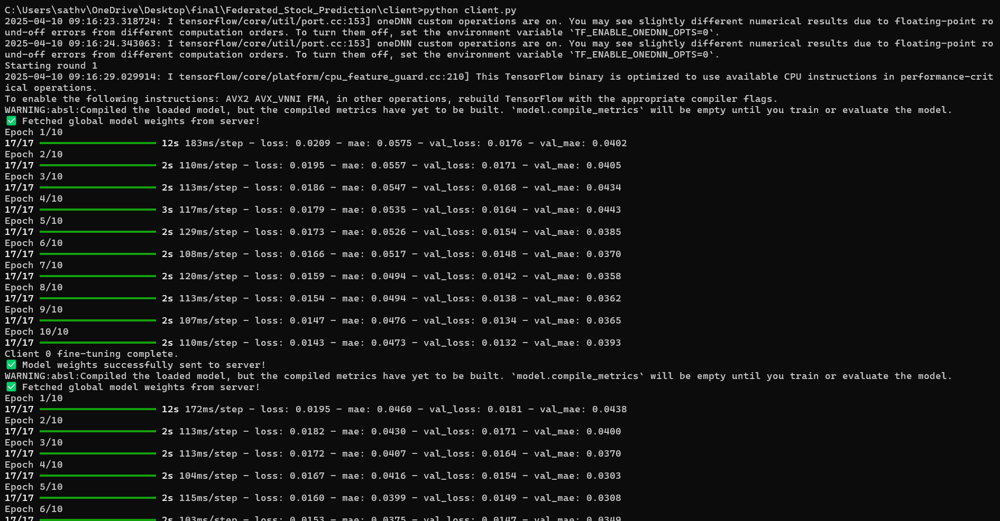 C:\Users\sathv\OneDrive\Desktop\final\Federated_Stock_Prediction\client>python client.py
2025-04-10 09:16:23.318724: I tensorflow/core/util/port.cc:153] oneDNN custom operations are on. You may see slightly different numerical results due to floating-point ro
und-off errors from different computation orders. To turn them off, set the environment variable `TF_ENABLE_ONEDNN_OPTS=0`.
2025-04-10 09:16:24.343063: I tensorflow/core/util/port.cc:153] oneDNN custom operations are on. You may see slightly different numerical results due to floating-point ro
und-off errors from different computation orders. To turn them off, set the environment variable `TF_ENABLE_ONEDNN_OPTS=0`.
Starting round 1
2025-04-10 09:16:29.029914: I tensorflow/core/platform/cpu_feature_guard.cc:210] This TensorFlow binary is optimized to use available CPU instructions in performance-crit
ical operations.
To enable the following instructions: AVX2 AVX_VNNI FMA, in other operations, rebuild TensorFlow with the appropriate compiler flags.
WARNING:absl:Compiled the loaded model, but the compiled metrics have yet to be built. `model.compile_metrics` will be empty until you train or evaluate the model.
✅ Fetched global model weights from server!
Epoch 1/10
17/17 ━━━━━━━━━━━━━━━━━━━━ 12s 183ms/step - loss: 0.0209 - mae: 0.0575 - val_loss: 0.0176 - val_mae: 0.0402
Epoch 2/10
17/17 ━━━━━━━━━━━━━━━━━━━━ 2s 110ms/step - loss: 0.0195 - mae: 0.0557 - val_loss: 0.0171 - val_mae: 0.0405
Epoch 3/10
17/17 ━━━━━━━━━━━━━━━━━━━━ 2s 113ms/step - loss: 0.0186 - mae: 0.0547 - val_loss: 0.0168 - val_mae: 0.0434
Epoch 4/10
17/17 ━━━━━━━━━━━━━━━━━━━━ 3s 117ms/step - loss: 0.0179 - mae: 0.0535 - val_loss: 0.0164 - val_mae: 0.0443
Epoch 5/10
17/17 ━━━━━━━━━━━━━━━━━━━━ 2s 129ms/step - loss: 0.0173 - mae: 0.0526 - val_loss: 0.0154 - val_mae: 0.0385
Epoch 6/10
17/17 ━━━━━━━━━━━━━━━━━━━━ 2s 108ms/step - loss: 0.0166 - mae: 0.0517 - val_loss: 0.0148 - val_mae: 0.0370
Epoch 7/10
17/17 ━━━━━━━━━━━━━━━━━━━━ 2s 120ms/step - loss: 0.0159 - mae: 0.0494 - val_loss: 0.0142 - val_mae: 0.0358
Epoch 8/10
17/17 ━━━━━━━━━━━━━━━━━━━━ 2s 113ms/step - loss: 0.0154 - mae: 0.0494 - val_loss: 0.0138 - val_mae: 0.0362
Epoch 9/10
17/17 ━━━━━━━━━━━━━━━━━━━━ 2s 107ms/step - loss: 0.0147 - mae: 0.0476 - val_loss: 0.0134 - val_mae: 0.0365
Epoch 10/10
17/17 ━━━━━━━━━━━━━━━━━━━━ 2s 110ms/step - loss: 0.0143 - mae: 0.0473 - val_loss: 0.0132 - val_mae: 0.0393
Client 0 fine-tuning complete.
✅ Model weights successfully sent to server!
WARNING:absl:Compiled the loaded model, but the compiled metrics have yet to be built. `model.compile_metrics` will be empty until you train or evaluate the model.
✅ Fetched global model weights from server!
Epoch 1/10
17/17 ━━━━━━━━━━━━━━━━━━━━ 12s 172ms/step - loss: 0.0195 - mae: 0.0460 - val_loss: 0.0181 - val_mae: 0.0438
Epoch 2/10
17/17 ━━━━━━━━━━━━━━━━━━━━ 2s 113ms/step - loss: 0.0182 - mae: 0.0430 - val_loss: 0.0171 - val_mae: 0.0400
Epoch 3/10
17/17 ━━━━━━━━━━━━━━━━━━━━ 2s 113ms/step - loss: 0.0172 - mae: 0.0407 - val_loss: 0.0164 - val_mae: 0.0370
Epoch 4/10
17/17 ━━━━━━━━━━━━━━━━━━━━ 2s 104ms/step - loss: 0.0167 - mae: 0.0416 - val_loss: 0.0154 - val_mae: 0.0303
Epoch 5/10
17/17 ━━━━━━━━━━━━━━━━━━━━ 2s 115ms/step - loss: 0.0160 - mae: 0.0399 - val_loss: 0.0149 - val_mae: 0.0308
Epoch 6/10
17/17 ━━━━━━━━━━━━━━━━━━━━ 2s 103ms/step - loss: 0.0153 - mae: 0.0375 - val_loss: 0.0147 - val_mae: 0.0349